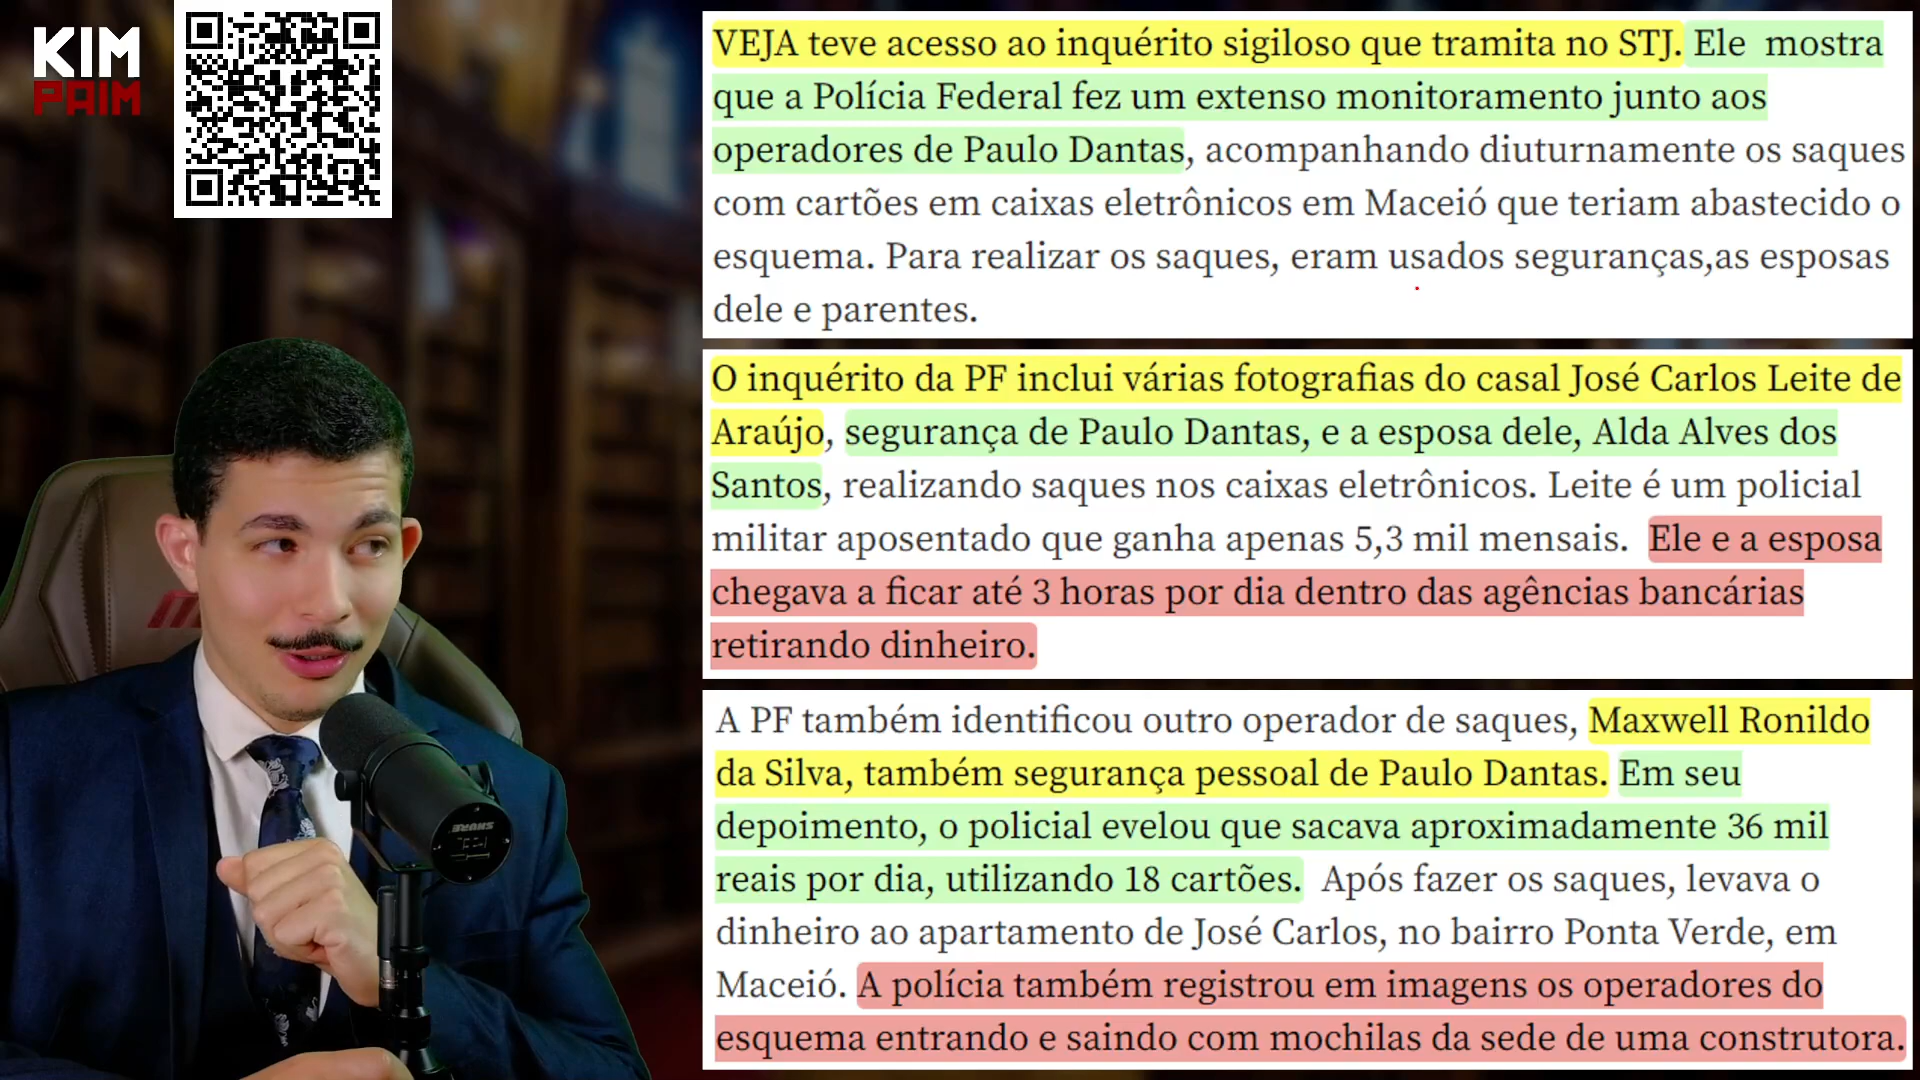 KIM
PAIM
VEJA teve acesso ao inquérito sigiloso que tramita no STJ. Ele mostra
que a Polícia Federal fez um extenso monitoramento junto aos
operadores de Paulo Dantas, acompanhando diuturnamente os saques
com cartões em caixas eletrônicos em Maceió que teriam abastecido o
esquema. Para realizar os saques, eram usados seguranças,as esposas
dele e parentes.
O inquérito da PF inclui várias fotografias do casal José Carlos Leite de
Araújo, segurança de Paulo Dantas, e a esposa dele, Alda Alves dos
Santos, realizando saques nos caixas eletrônicos. Leite é um policial
militar aposentado que ganha apenas 5,3 mil mensais. Ele e a esposa
chegava a ficar até 3 horas por dia dentro das agências bancárias
retirando dinheiro.
A PF também identificou outro operador de saques, Maxwell Ronildo
da Silva, também segurança pessoal de Paulo Dantas. Em seu
depoimento, o policial evelou que sacava aproximadamente 36 mil
reais por dia, utilizando 18 cartões. Após fazer os saques, levava o
dinheiro ao apartamento de José Carlos, no bairro Ponta Verde, em
Maceió. A polícia também registrou em imagens os operadores do
esquema entrando e saindo com mochilas da sede de uma construtora.
SHURE